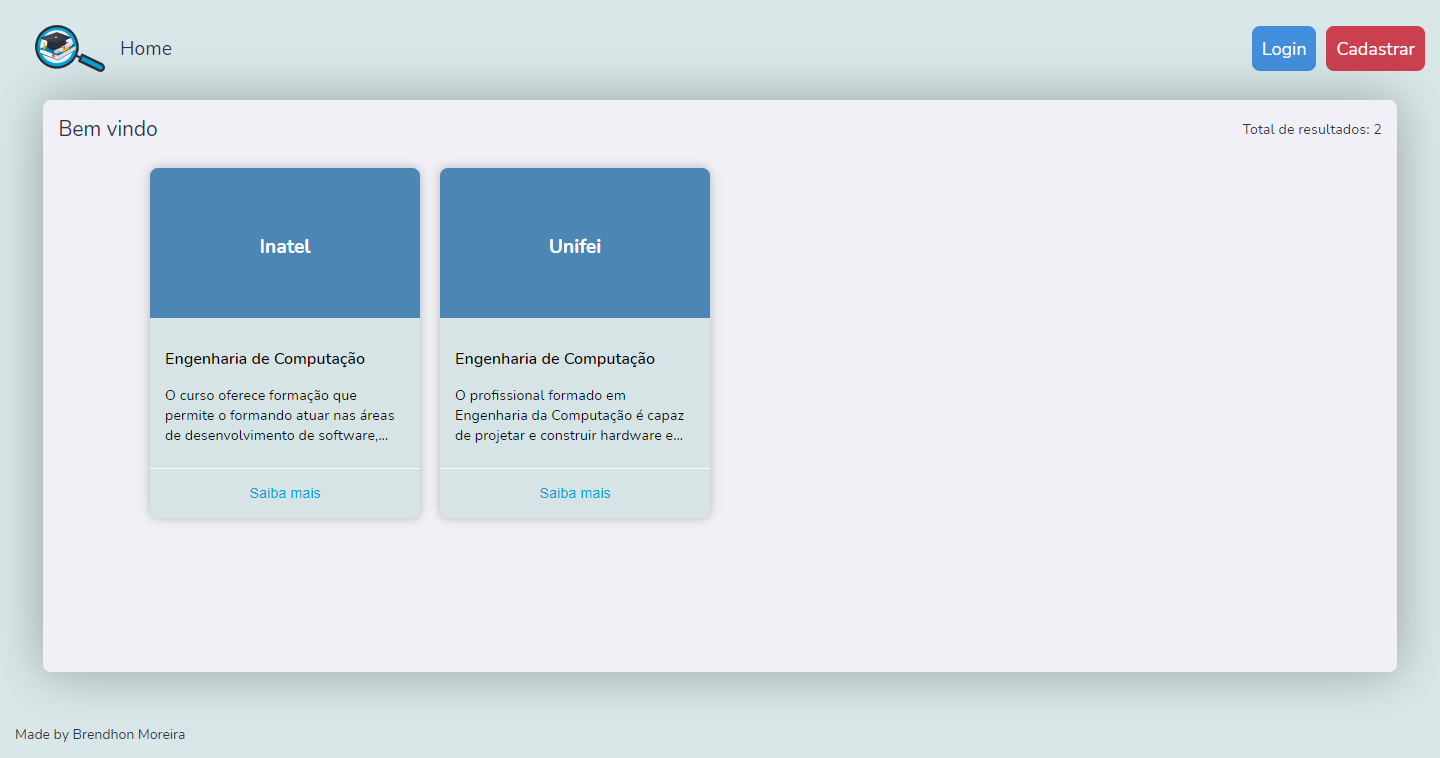 Home
Login
Cadastrar
Bem vindo
Total de resultados: 2
Inatel
Engenharia de Computação
O curso oferece formação que
permite o formando atuar nas áreas
de desenvolvimento de software,...
Saiba mais
Unifei
Engenharia de Computação
O profissional formado em
Engenharia da Computação é capaz
de projetar e construir hardware e...
Saiba mais
Made by Brendhon Moreira